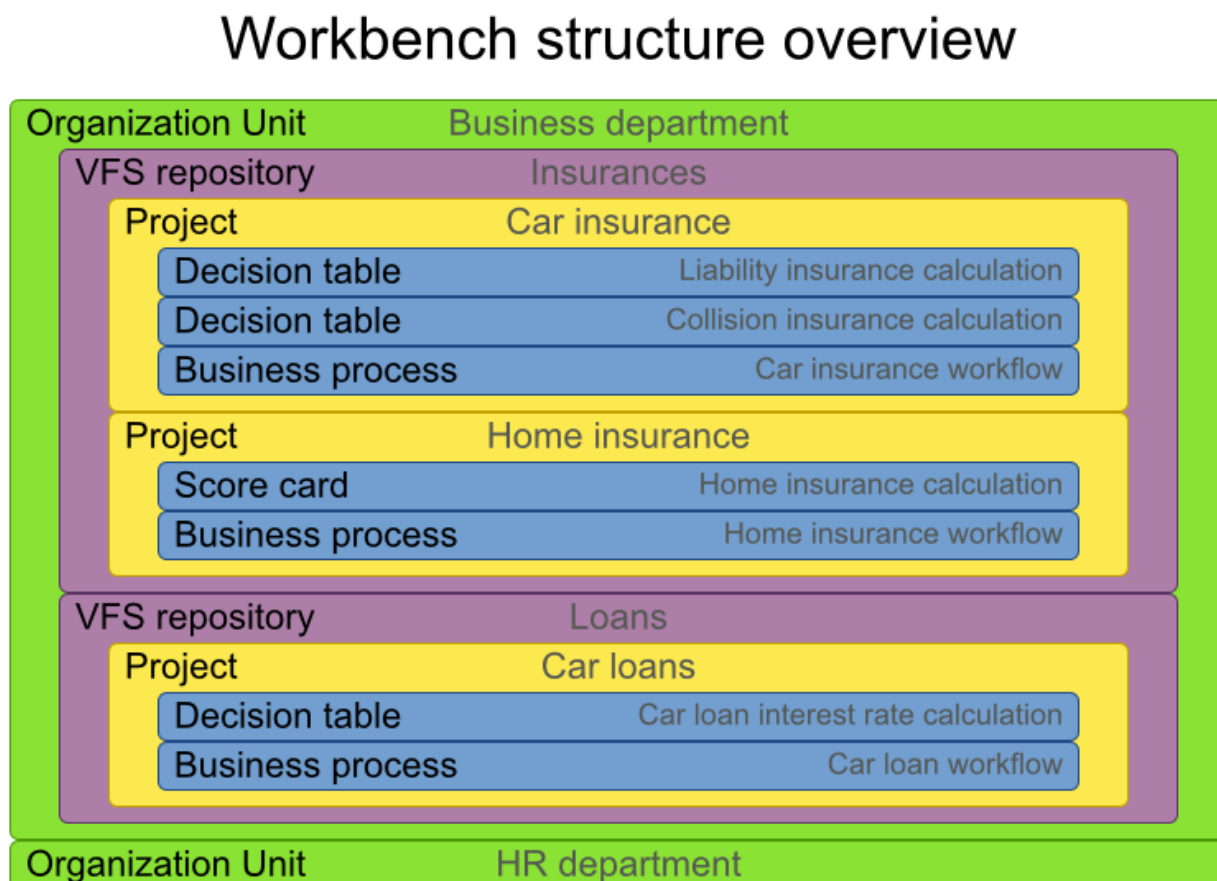 Workbench structure overview
Organization Unit Business department
VFS repository Insurances
Project Car insurance
Decision table Liability insurance calculation
Decision table Collision insurance calculation
Business process Car insurance workflow
Project Home insurance
Score card Home insurance calculation
Business process Home insurance workflow
VFS repository Loans
Project Car loans
Decision table Car loan interest rate calculation
Business process Car loan workflow
Organization Unit HR department